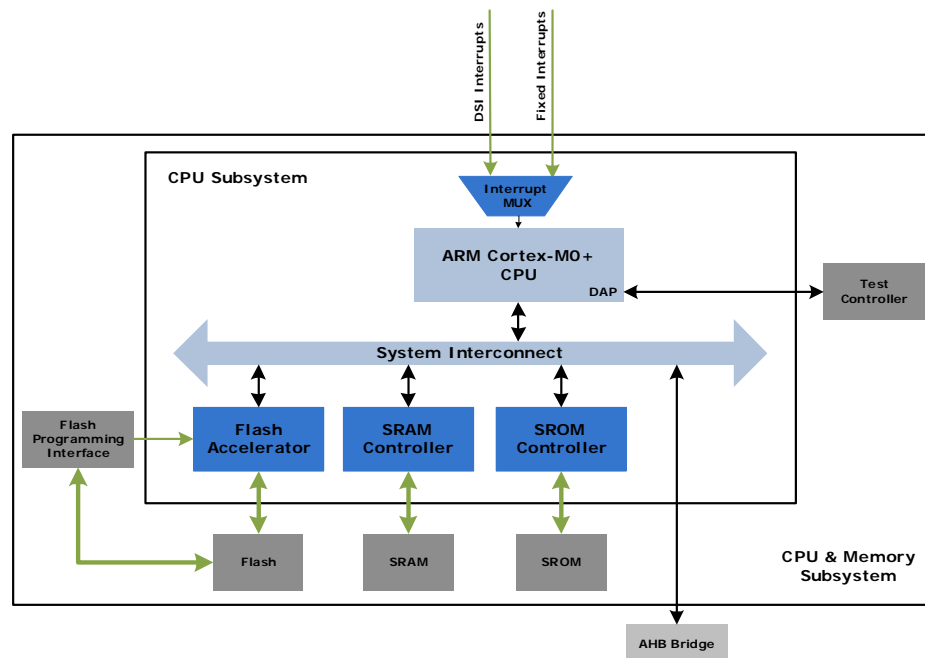 DSI Interrupts
Fixed Interrupts
CPU Subsystem
Interrupt
MUX
ARM Cortex-M0+
CPU
DAP
Test
Controller
System Interconnect
Flash
Programming
Interface
Flash
Accelerator
SRAM
Controller
SROM
Controller
Flash
SRAM
SROM
CPU & Memory
Subsystem
AHB Bridge